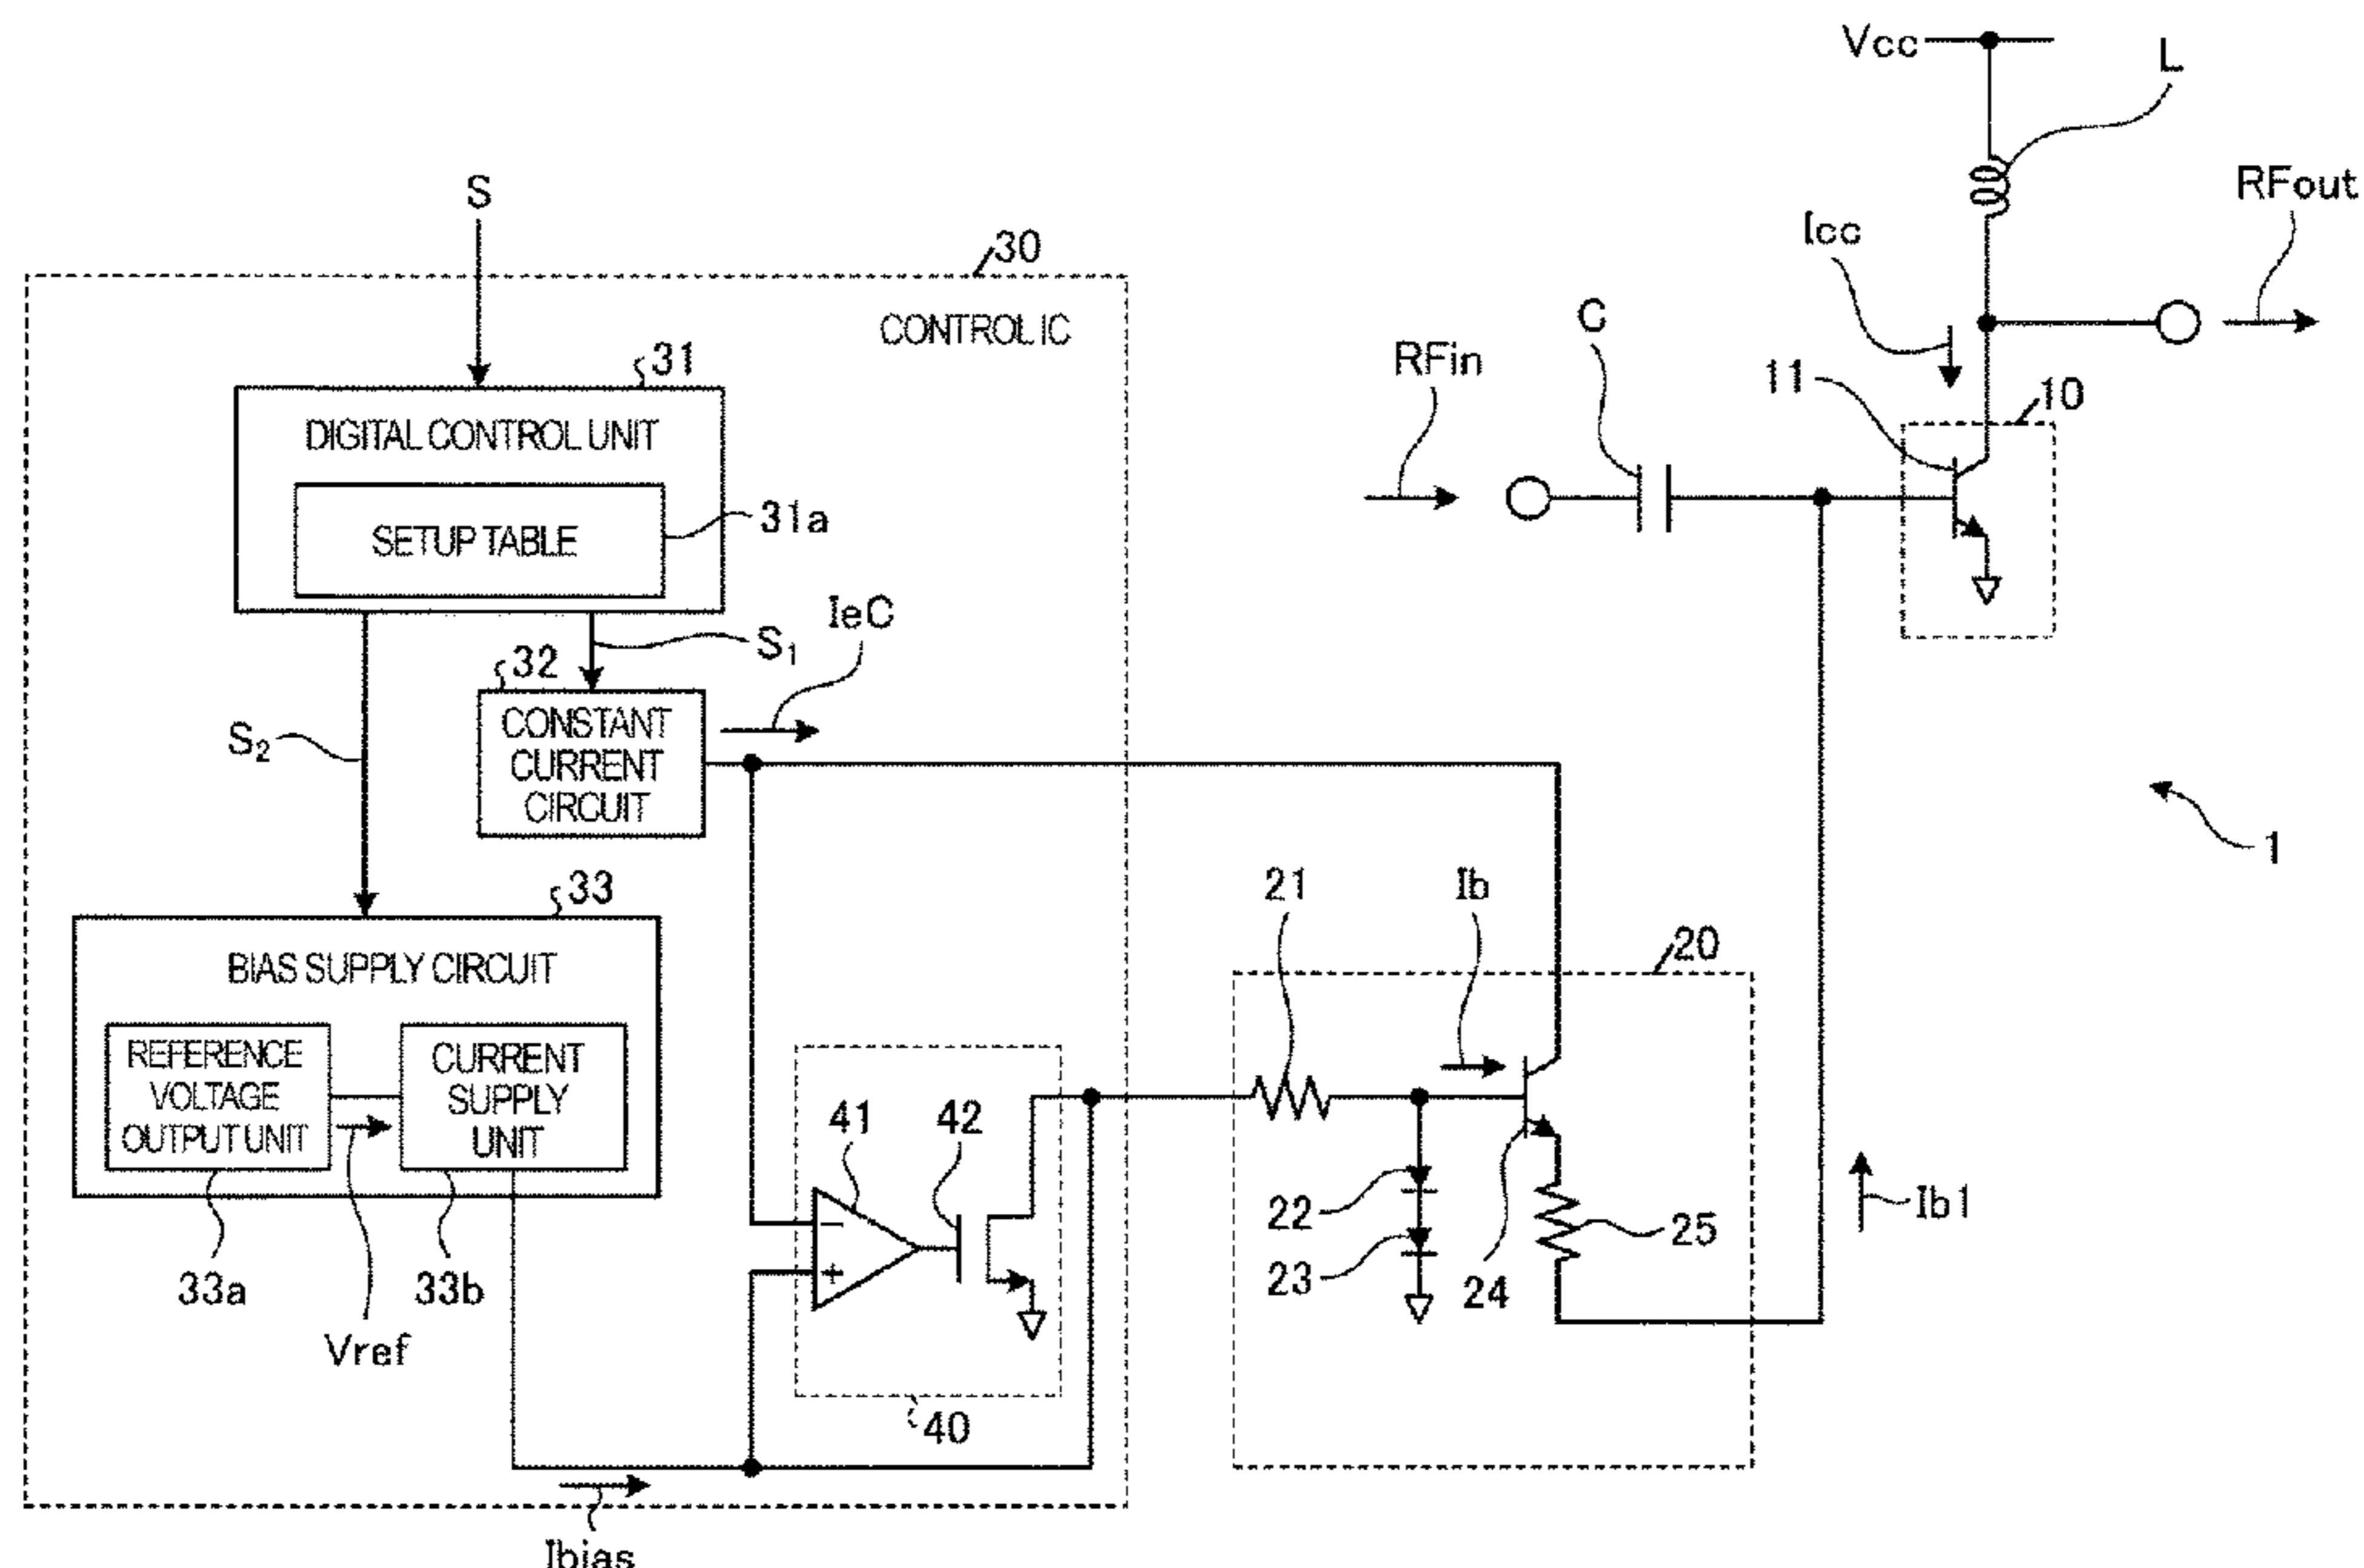 Vcc
L
RFout
S
Icc
30
CONTROL IC
C
RFin
31
11
10
DIGITAL CONTROL UNIT
31a
SETUP TABLE
IeC
S1
32
S2
CONSTANT
CURRENT
CIRCUIT
1
33
21
Ib
20
BIAS SUPPLY CIRCUIT
REFERENCE
VOLTAGE
OUTPUT UNIT
CURRENT
SUPPLY
UNIT
41
42
−
+
22
23
24
25
Ib1
33a
33b
Vref
40
Ibias